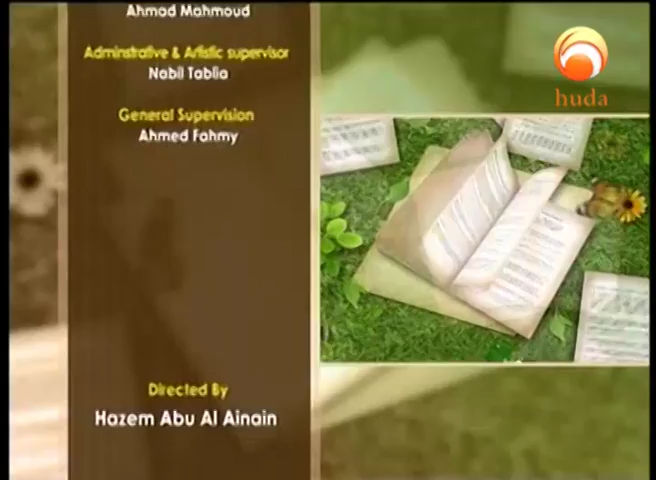 Ahmad Mahmoud
Adminstrative & Artistic supervisor
Nabil Tablia
General Supervision
Ahmed Fahmy
Directed By
Hazem Abu Al Ainain
huda